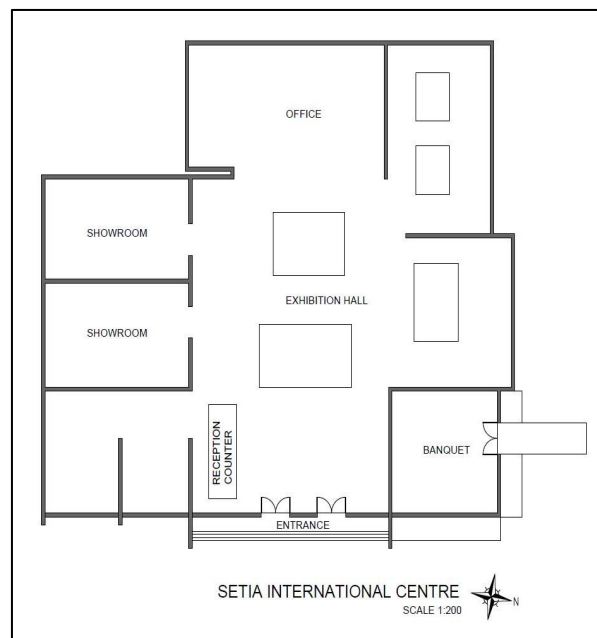 OFFICE
SHOWROOM
EXHIBITION HALL
SHOWROOM
RECEPTION
COUNTER
BANQUET
ENTRANCE
SETIA INTERNATIONAL CENTRE
SCALE 1:200
N